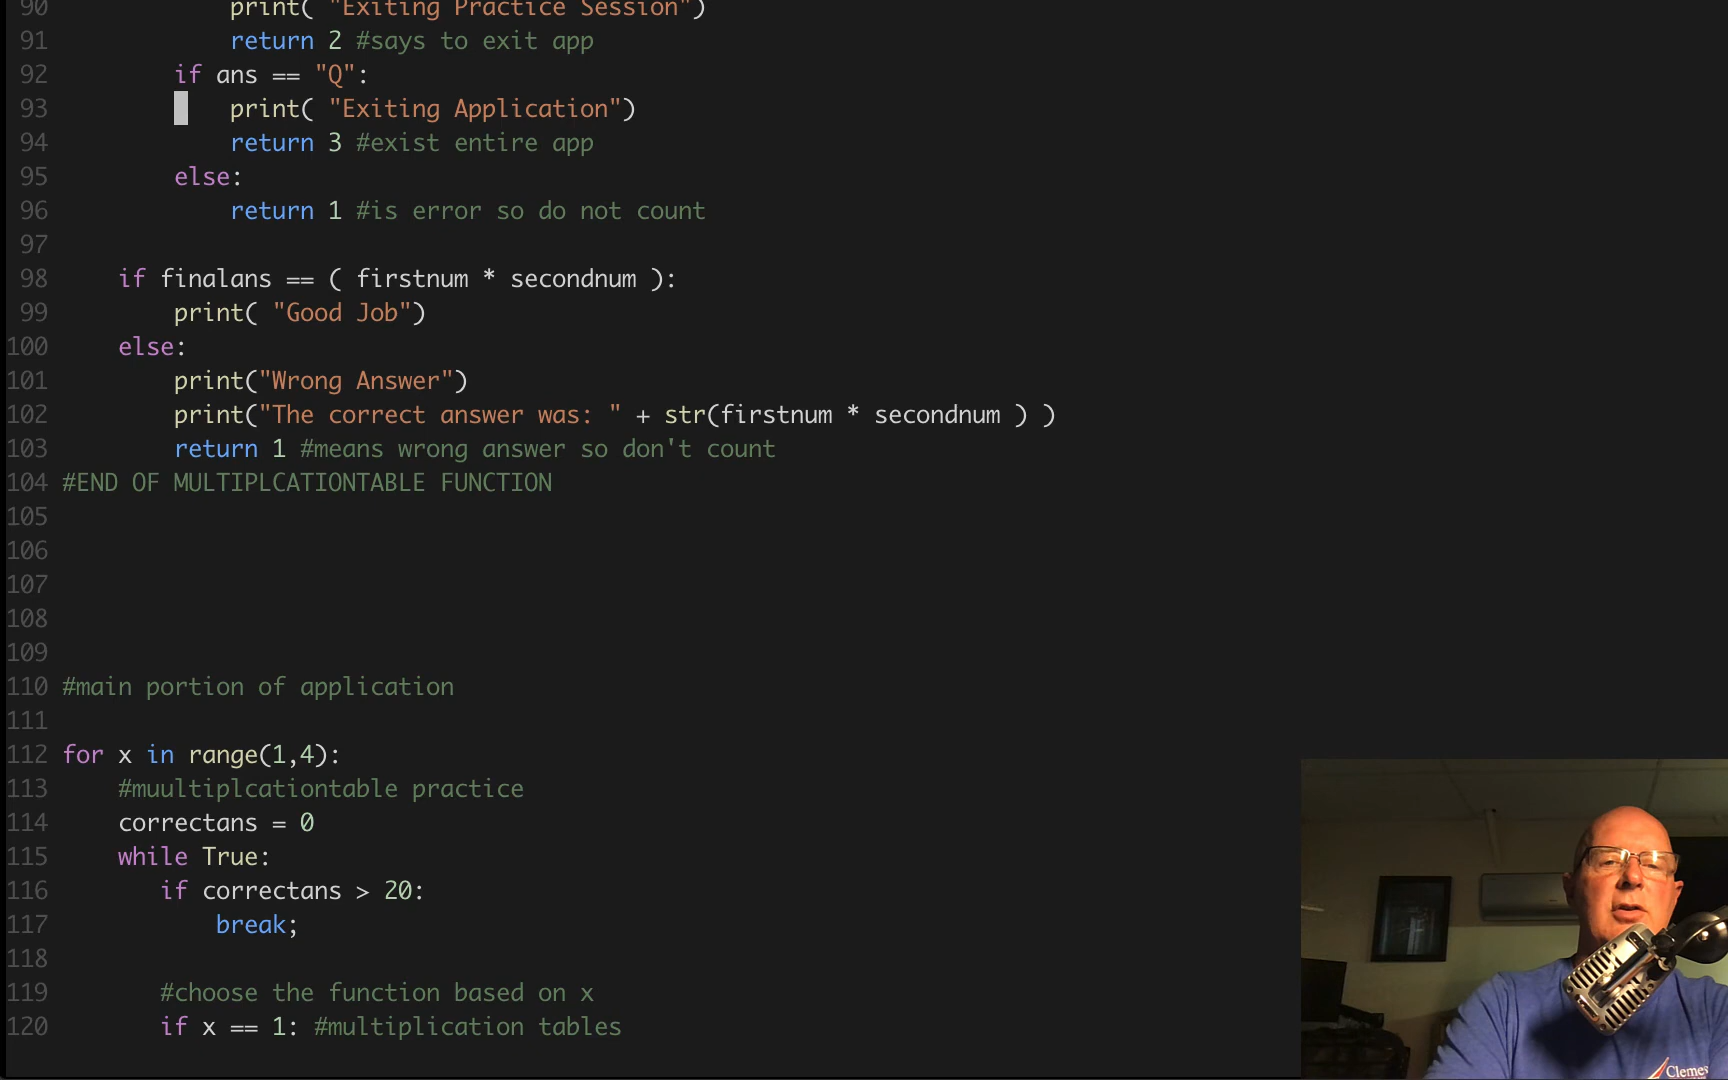 90             print( "Exiting Practice Session")
91             return 2 #says to exit app
92         if ans == "Q":
93             print( "Exiting Application")
94             return 3 #exist entire app
95         else:
96             return 1 #is error so do not count
97
98     if finalans == ( firstnum * secondnum ):
99         print( "Good Job")
100     else:
101         print("Wrong Answer")
102         print("The correct answer was: " + str(firstnum * secondnum ) )
103         return 1 #means wrong answer so don't count
104 #END OF MULTIPLCATIONTABLE FUNCTION
105
106
107
108
109
110 #main portion of application
111
112 for x in range(1,4):
113     #muultiplcationtable practice
114     correctans = 0
115     while True:
116        if correctans > 20:
117            break;
118
119        #choose the function based on x
120        if x == 1: #multiplication tables